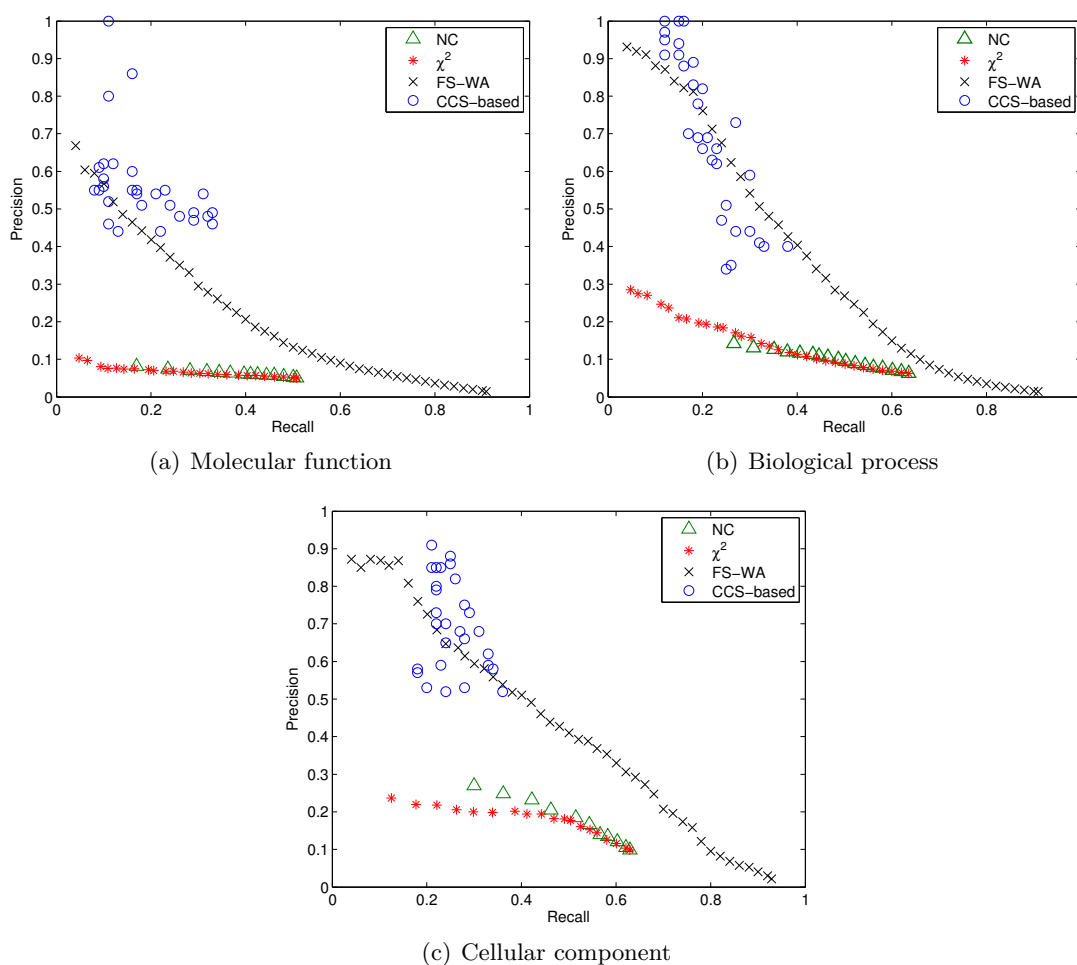 1
0.9
0.8
0.7
0.6
0.5
0.4
0.3
0.2
0.1
0
Precision
0 0.2 0.4 0.6 0.8 1
Recall
NC
χ²
FS−WA
CCS−based
(a) Molecular function
1
0.9
0.8
0.7
0.6
0.5
0.4
0.3
0.2
0.1
0
Precision
0 0.2 0.4 0.6 0.8
Recall
NC
χ²
FS−WA
CCS−based
(b) Biological process
1
0.9
0.8
0.7
0.6
0.5
0.4
0.3
0.2
0.1
0
Precision
0 0.2 0.4 0.6 0.8 1
Recall
NC
χ²
FS−WA
CCS−based
(c) Cellular component